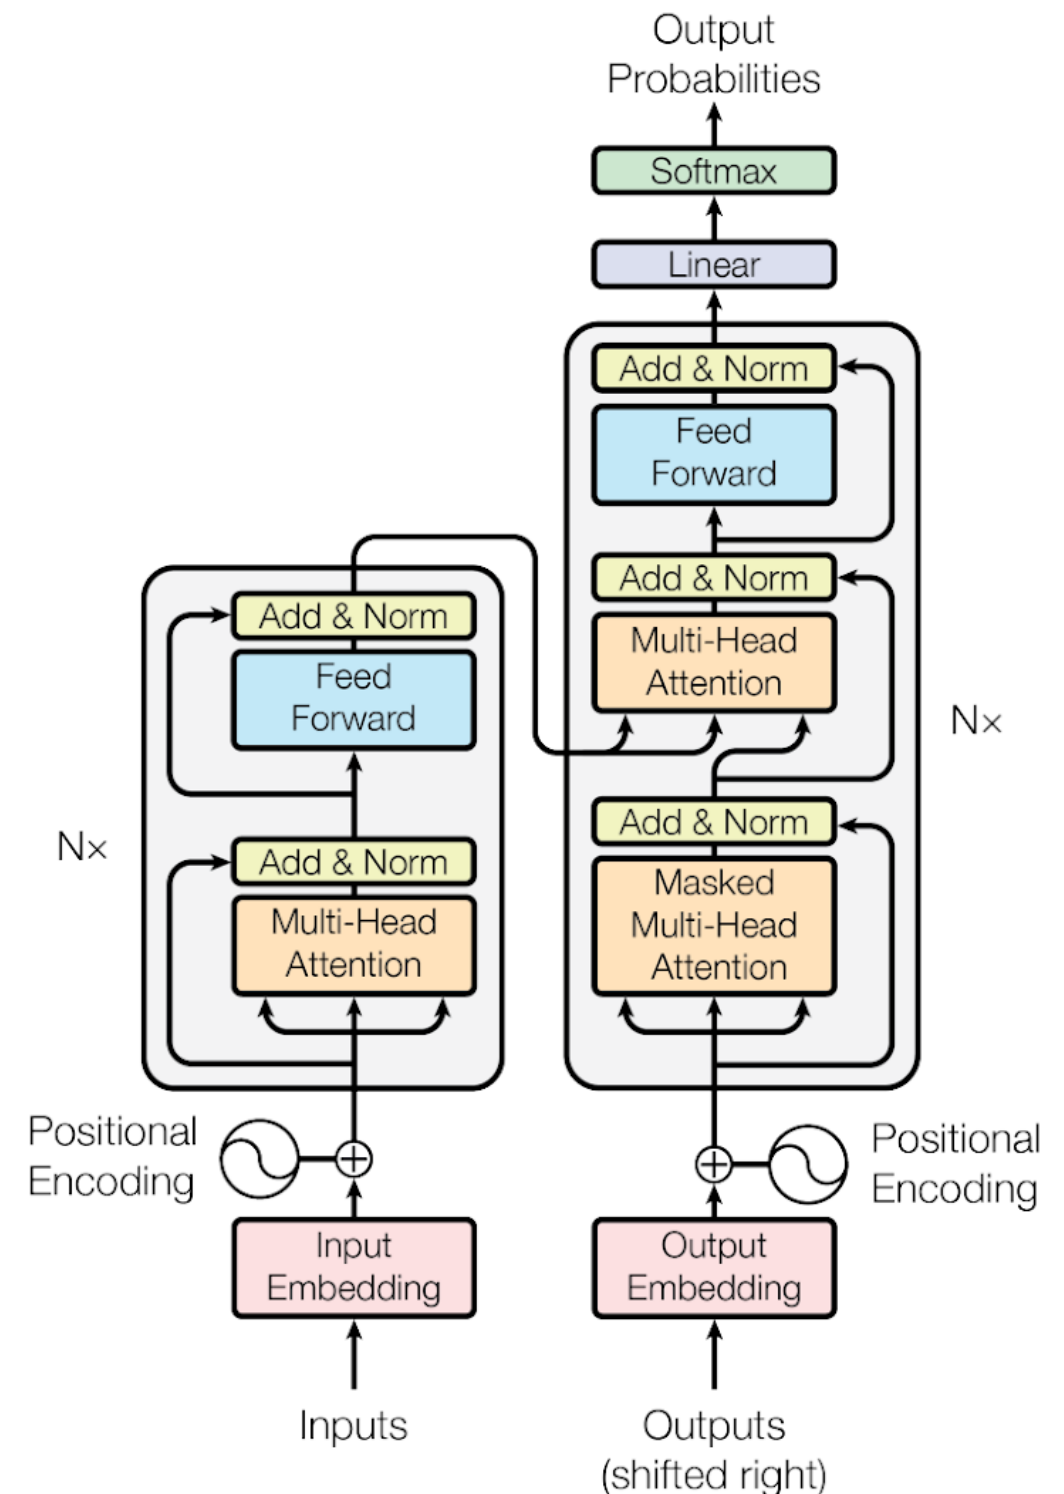 Output
Probabilities
Softmax
Linear
Add & Norm
Feed
Forward
Add & Norm
Multi-Head
Attention
N×
Add & Norm
Masked
Multi-Head
Attention
Add & Norm
Feed
Forward
N×
Add & Norm
Multi-Head
Attention
Positional
Encoding
Positional
Encoding
Input
Embedding
Output
Embedding
Inputs
Outputs
(shifted right)